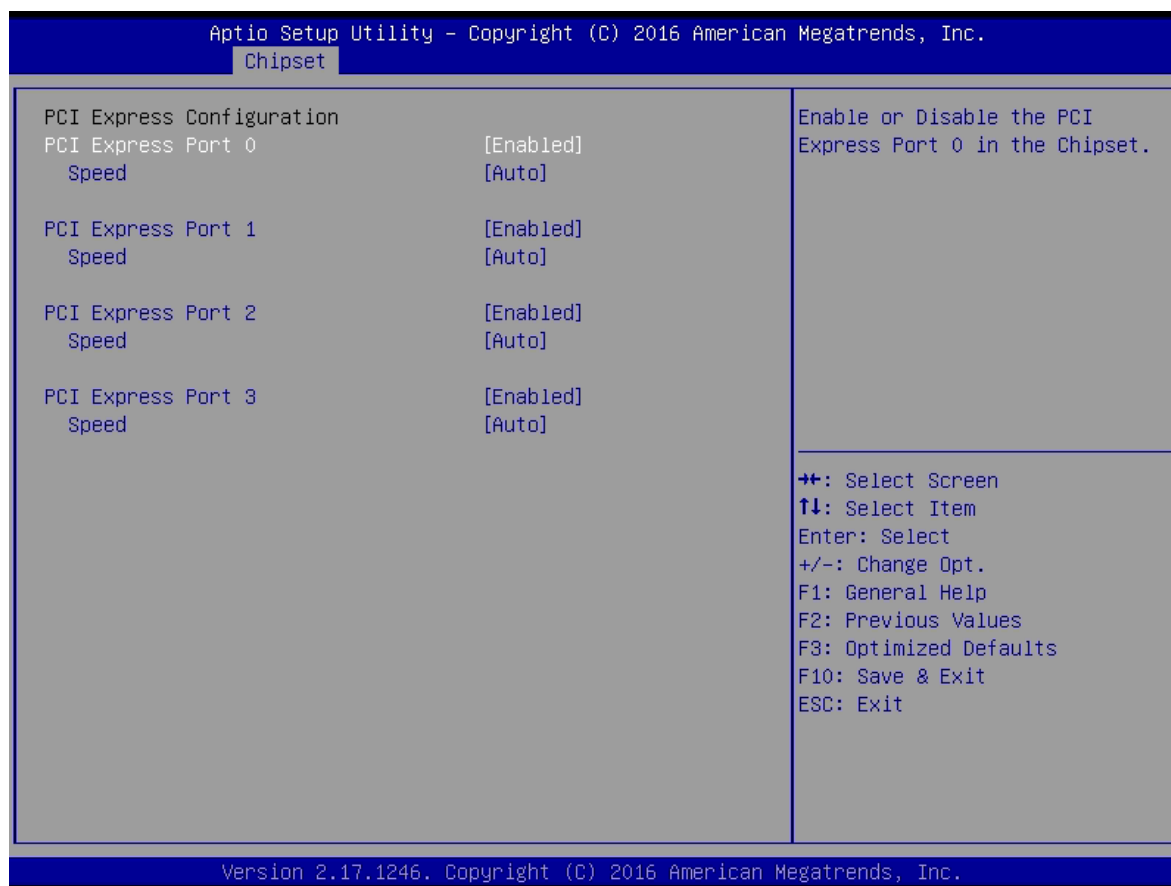 Aptio Setup Utility - Copyright (C) 2016 American Megatrends, Inc.
Chipset
PCI Express Configuration
PCI Express Port 0 [Enabled]
Speed [Auto]
PCI Express Port 1 [Enabled]
Speed [Auto]
PCI Express Port 2 [Enabled]
Speed [Auto]
PCI Express Port 3 [Enabled]
Speed [Auto]
Enable or Disable the PCI
Express Port 0 in the Chipset.
→←: Select Screen
↑↓: Select Item
Enter: Select
+/-: Change Opt.
F1: General Help
F2: Previous Values
F3: Optimized Defaults
F10: Save & Exit
ESC: Exit
Version 2.17.1246. Copyright (C) 2016 American Megatrends, Inc.